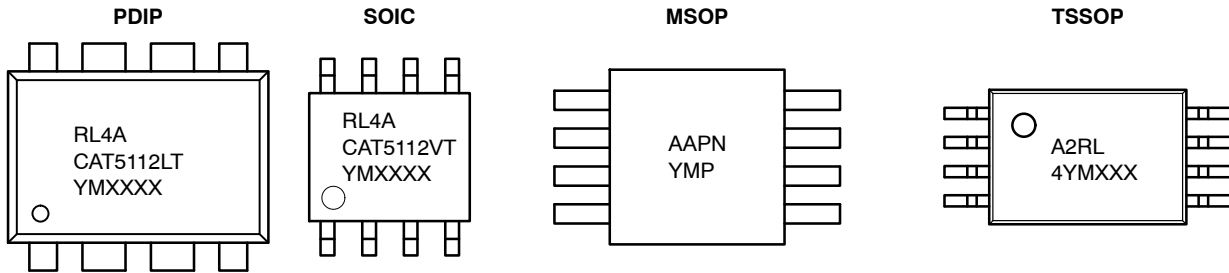 PDIP
SOIC
MSOP
TSSOP
RL4A
CAT5112LT
YMXXXX
RL4A
CAT5112VT
YMXXXX
AAPN
YMP
A2RL
4YMXXX